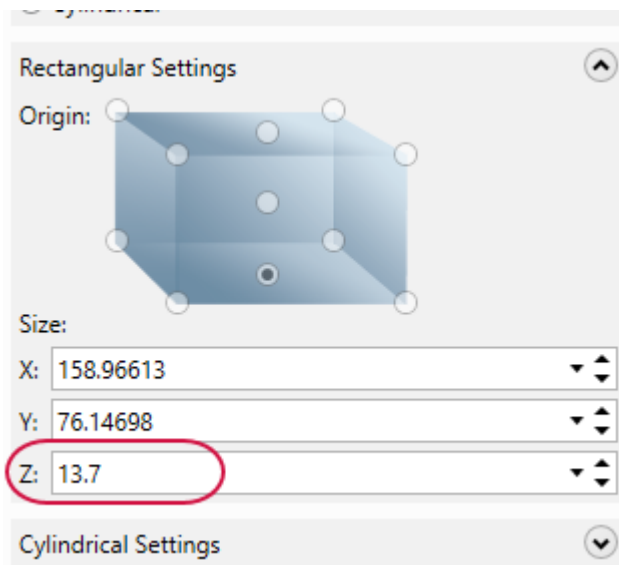 Rectangular Settings
Origin:
Size:
X: 158.96613
Y: 76.14698
Z: 13.7
Cylindrical Settings